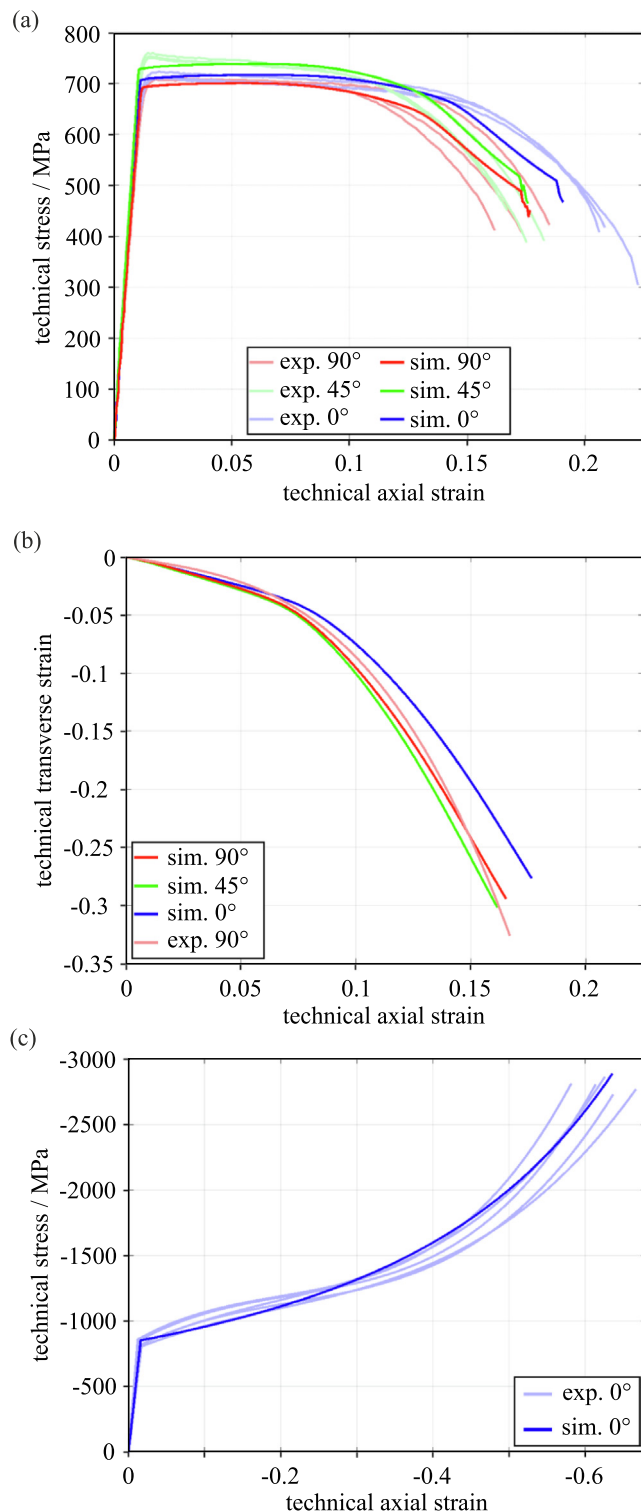 (a)
800
700
600
500
400
300
200
100
0
technical stress / MPa
exp. 90° sim. 90°
exp. 45° sim. 45°
exp. 0° sim. 0°
0 0.05 0.1 0.15 0.2
technical axial strain
(b)
0
-0.05
-0.1
-0.15
-0.2
-0.25
-0.3
-0.35
technical transverse strain
sim. 90°
sim. 45°
sim. 0°
exp. 90°
0 0.05 0.1 0.15 0.2
technical axial strain
(c)
-3000
-2500
-2000
-1500
-1000
-500
0
technical stress / MPa
exp. 0°
sim. 0°
0 -0.2 -0.4 -0.6
technical axial strain